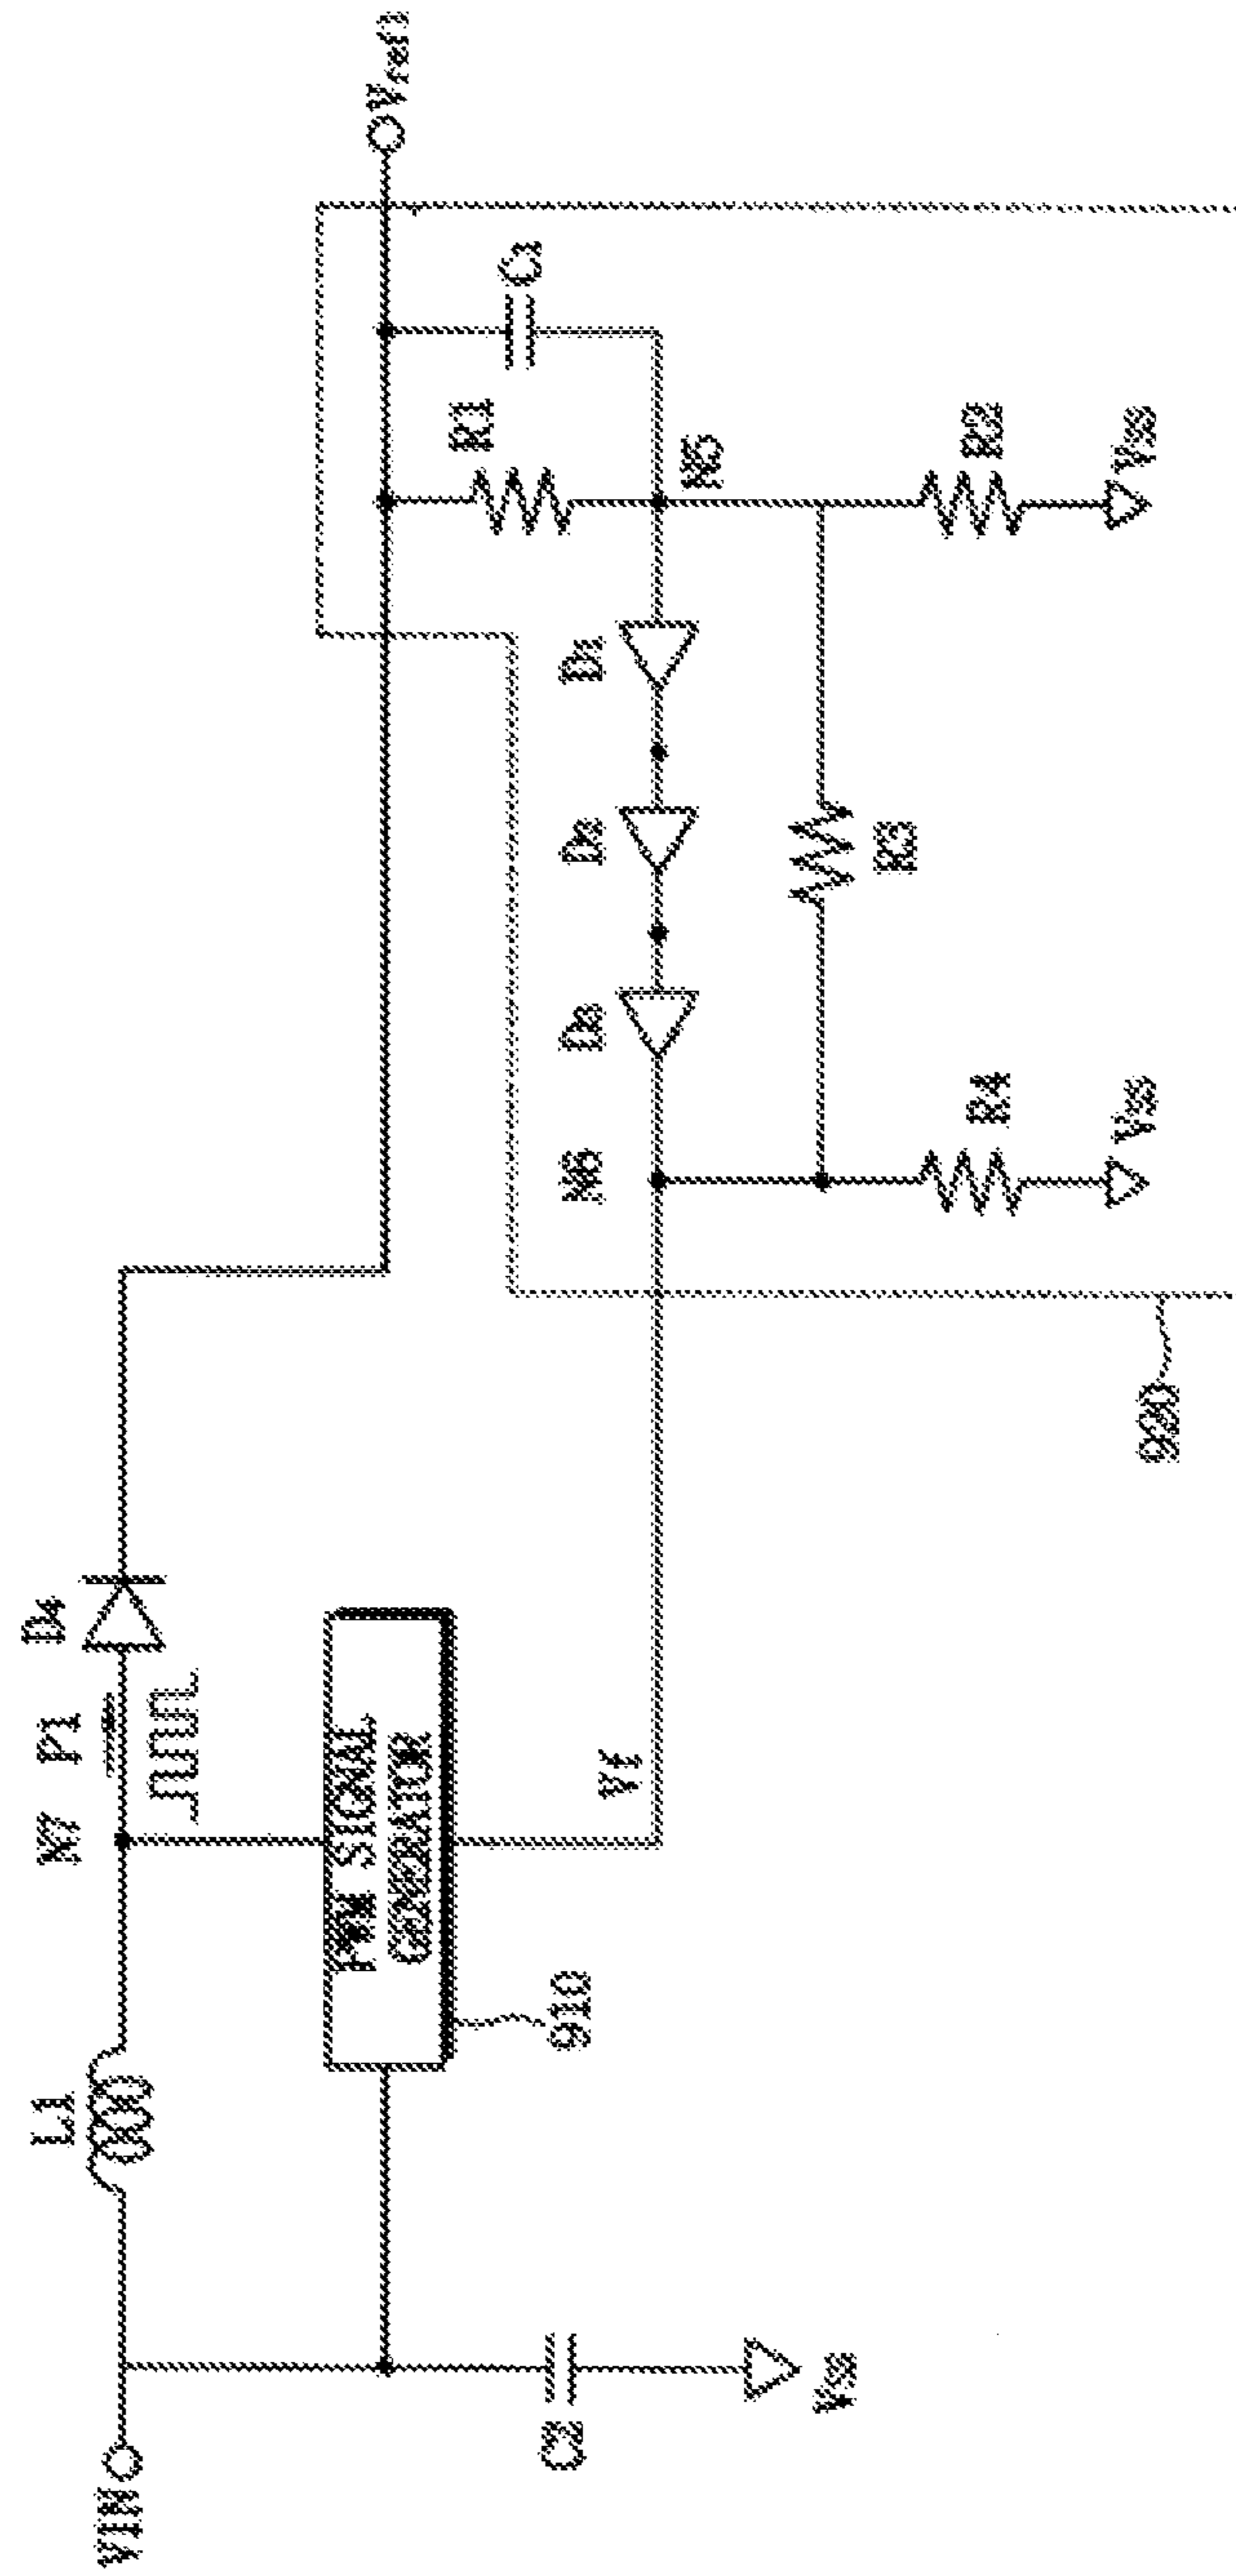 VIN
L1
N7
P1
D4
Vref1
C2
Vss
PWM SIGNAL
GENERATOR
910
Vf
R1
C1
N6
D3
D2
D1
N5
R3
R4
R2
Vss
Vss
920